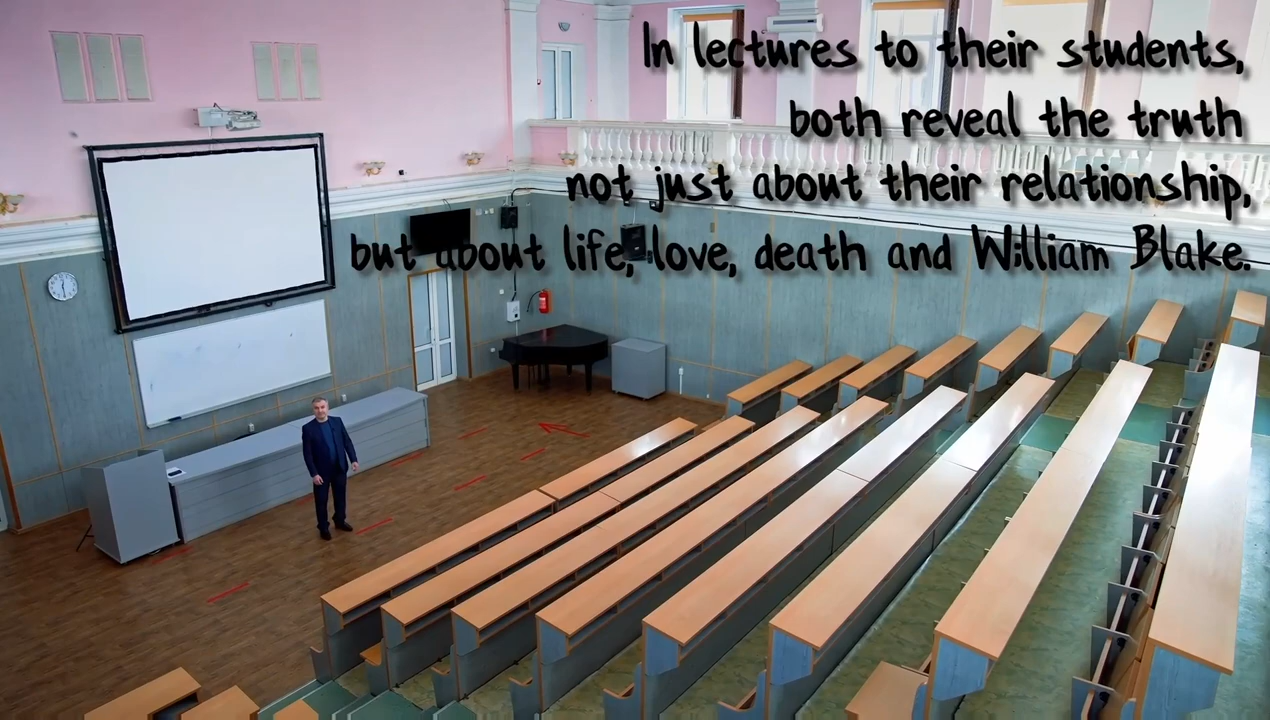 In lectures to their students,
both reveal the truth
not just about their relationship,
but about life, love, death and William Blake.